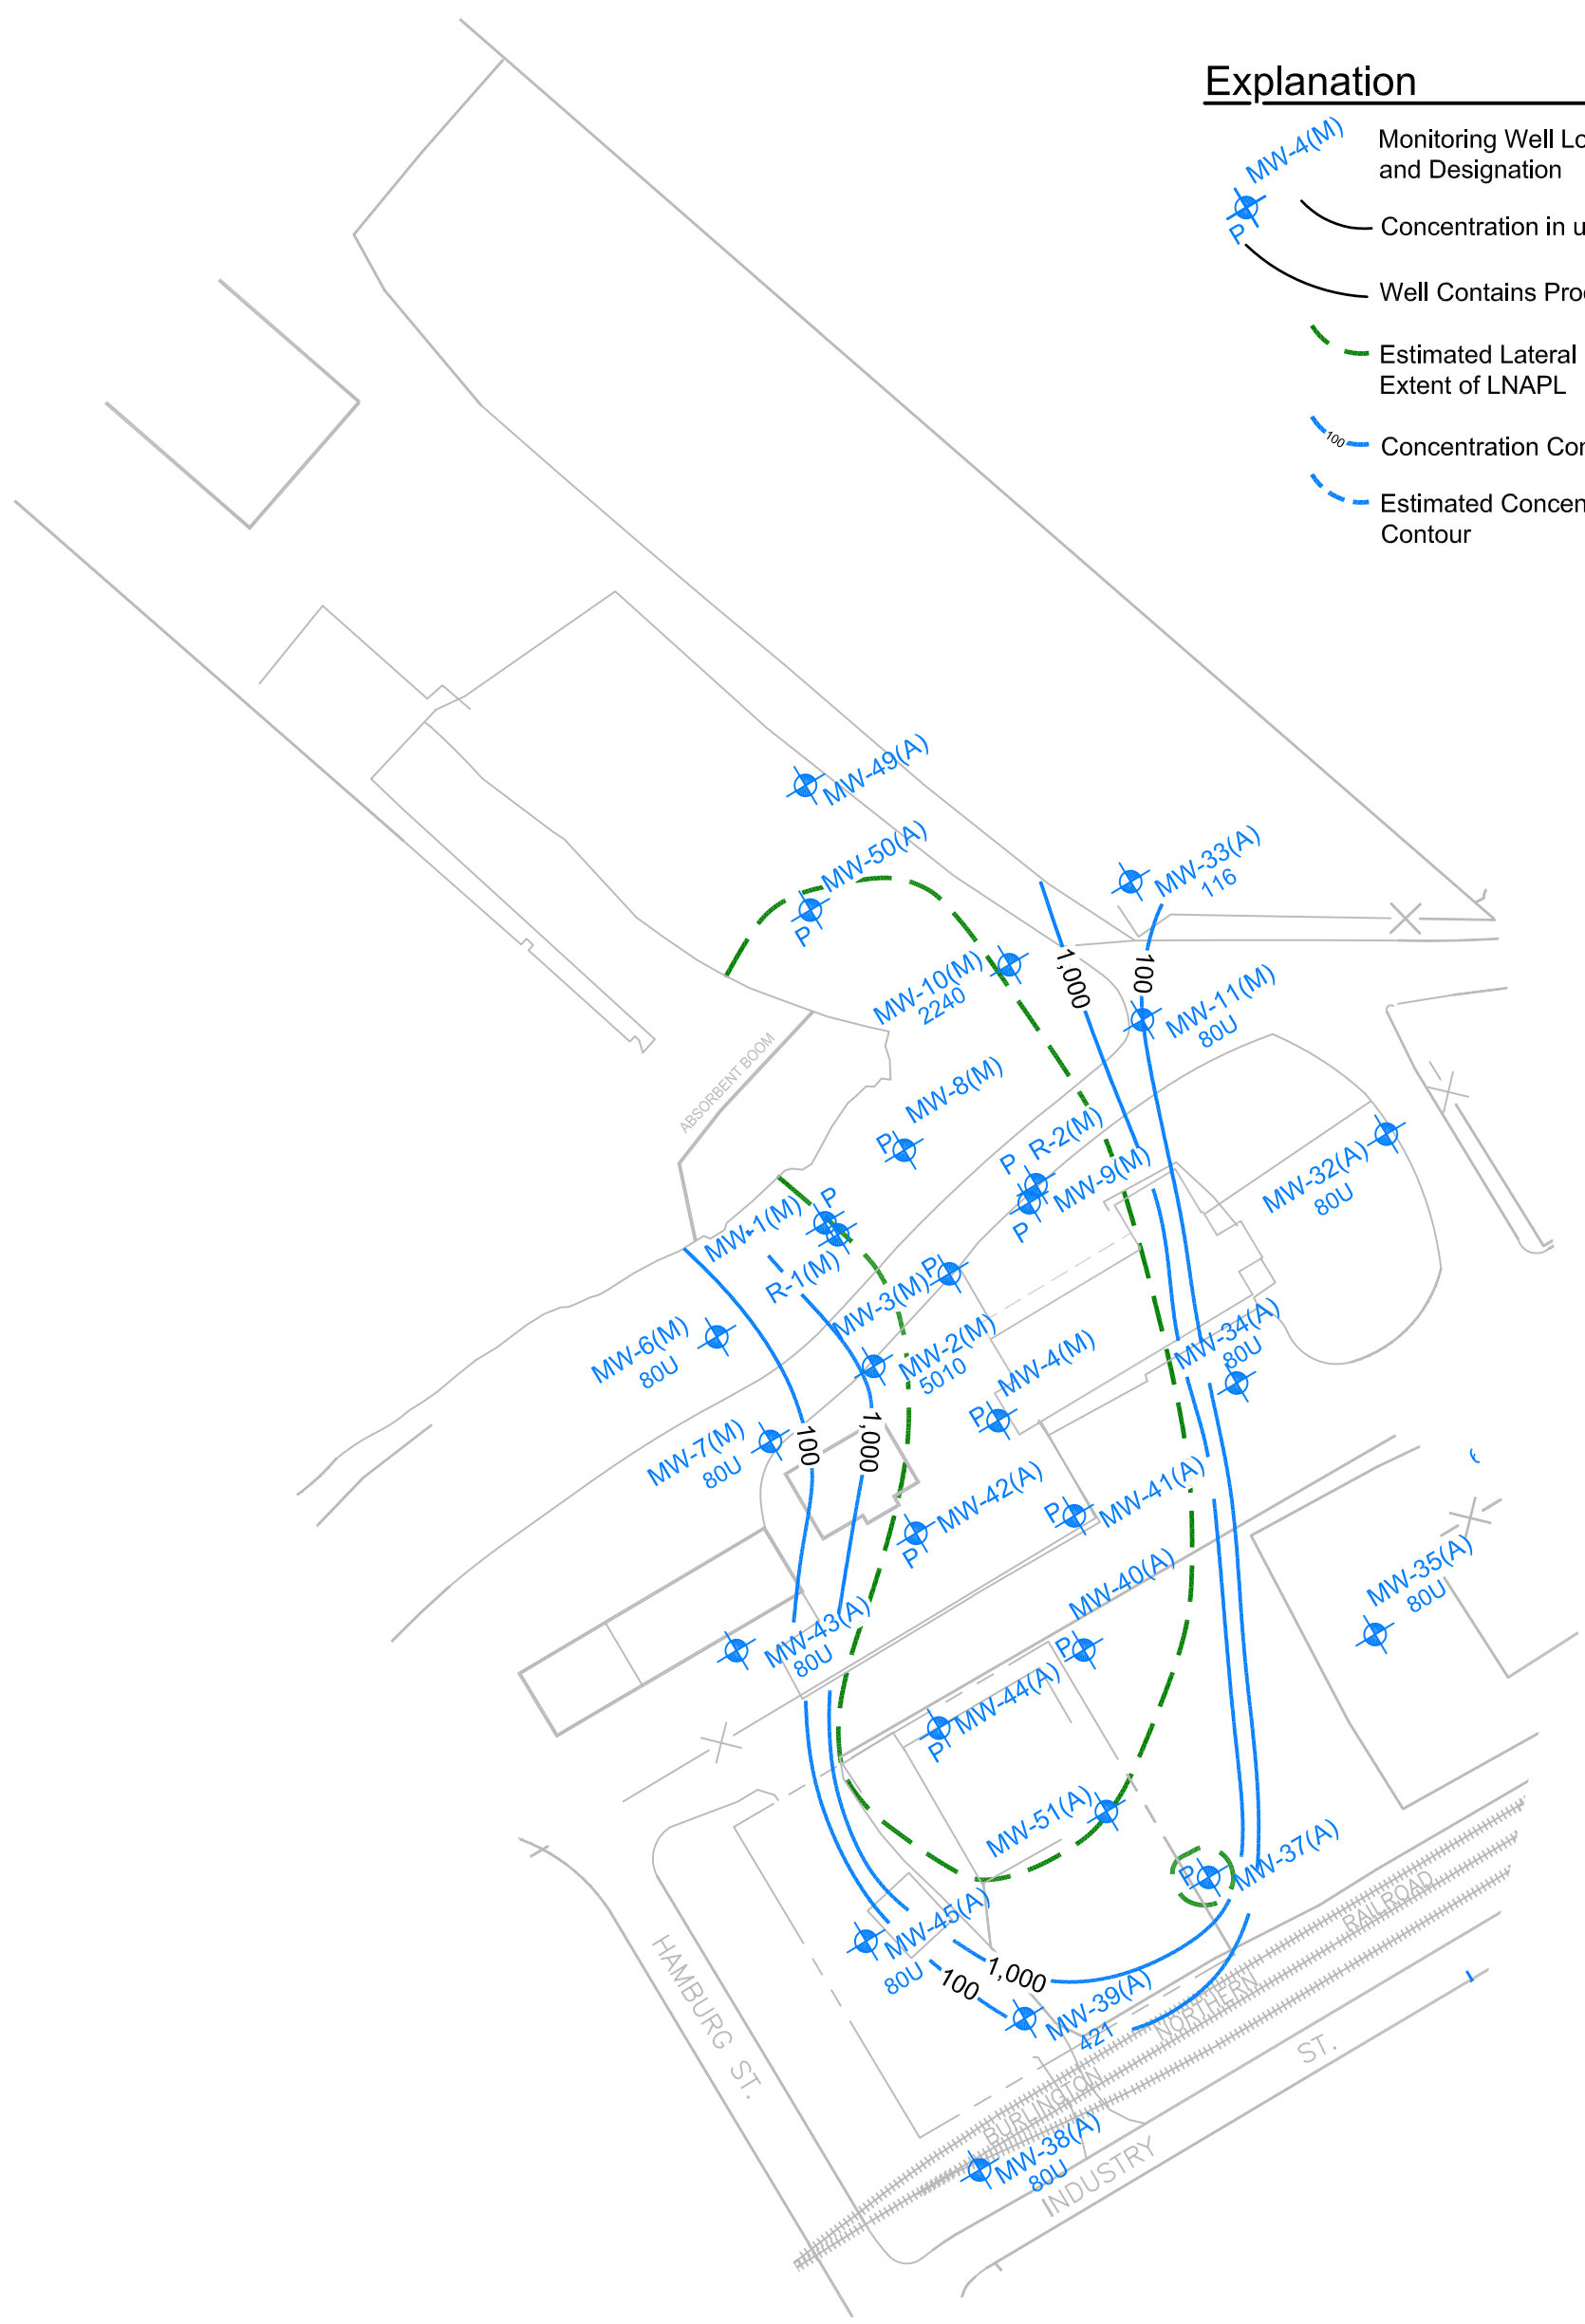 Explanation
MW-4(M)
P
Monitoring Well Lo
and Designation
Concentration in u
Well Contains Pro
Estimated Lateral
Extent of LNAPL
100
Concentration Con
Estimated Concen
Contour
MW-49(A)
MW-50(A)
P
MW-33(A)
116
MW-10(M)
2240
1,000
100
MW-11(M)
80U
ABSORBENT BOOM
MW-8(M)
P
P
R-2(M)
MW-9(M)
P
MW-32(A)
80U
MW-1(M)
P
R-1(M)
MW-3(M)
P
MW-6(M)
80U
MW-2(M)
5010
MW-4(M)
P
MW-34(A)
80U
MW-7(M)
80U
100
1,000
MW-42(A)
P
MW-41(A)
P
MW-40(A)
P
MW-35(A)
80U
MW-43(A)
80U
MW-44(A)
P
MW-51(A)
MW-37(A)
P
MW-45(A)
80U
1,000
100
MW-39(A)
421
MW-38(A)
80U
HAMBURG ST.
BURLINGTON
NORTHERN
RAILROAD
INDUSTRY
ST.